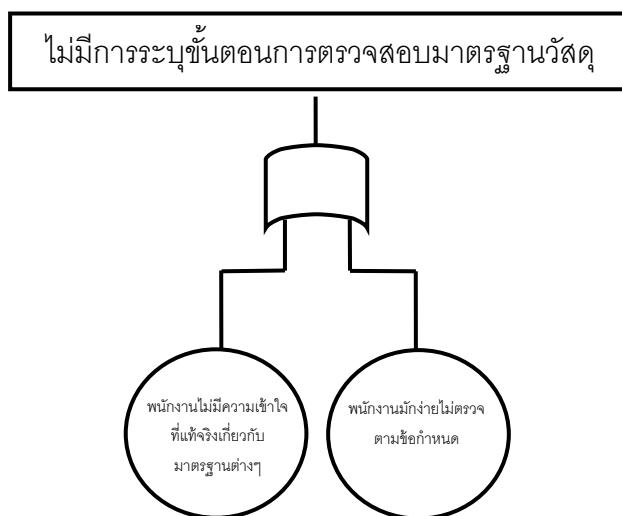 ไม่มีการระบุขั้นตอนการตรวจสอบมาตรฐานวัสดุ
พนักงานไม่มีความเข้าใจ
ที่แท้จริงเกี่ยวกับ
มาตรฐานต่างๆ
พนักงานมักง่ายไม่ตรวจ
ตามข้อกำหนด